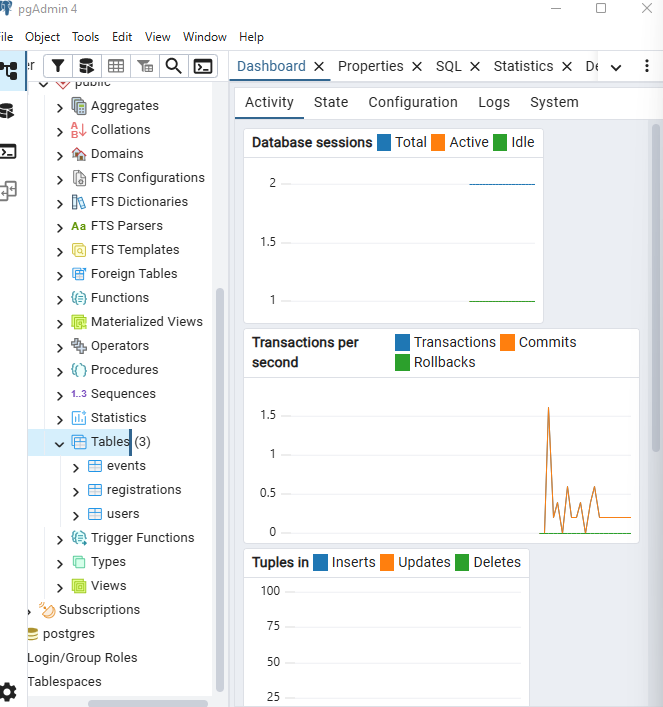 pgAdmin 4
ile Object Tools Edit View Window Help
er
Dashboard Properties SQL Statistics De
public
Aggregates
Collations
Domains
FTS Configurations
FTS Dictionaries
Aa FTS Parsers
FTS Templates
Foreign Tables
Functions
Materialized Views
Operators
Procedures
1..3 Sequences
Statistics
Tables (3)
events
registrations
users
Trigger Functions
Types
Views
Subscriptions
postgres
Login/Group Roles
Tablespaces
Activity State Configuration Logs System
Database sessions Total Active Idle
2
1.5
1
Transactions per second Transactions Commits
Rollbacks
1.5
1
0.5
0
Tuples in Inserts Updates Deletes
100
75
50
25